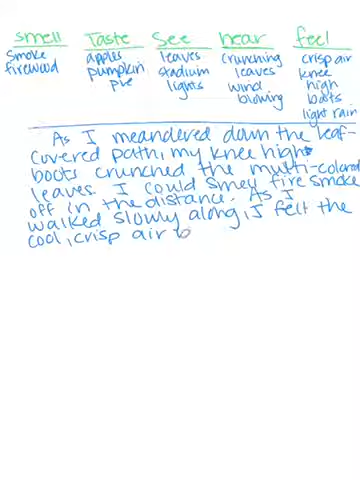 smell Taste See hear feel
smoke apples leaves crunching crisp air
firewood pumpkin stadium leaves knee
pie lights wind high
blowing boots
light rain
As I meandered down the leaf-
covered path, my knee highs
boots crunched the multi-colored
leaves. I could smell fire smoke
off in the distance. As I
walked slowly along, I felt the
cool, crisp air